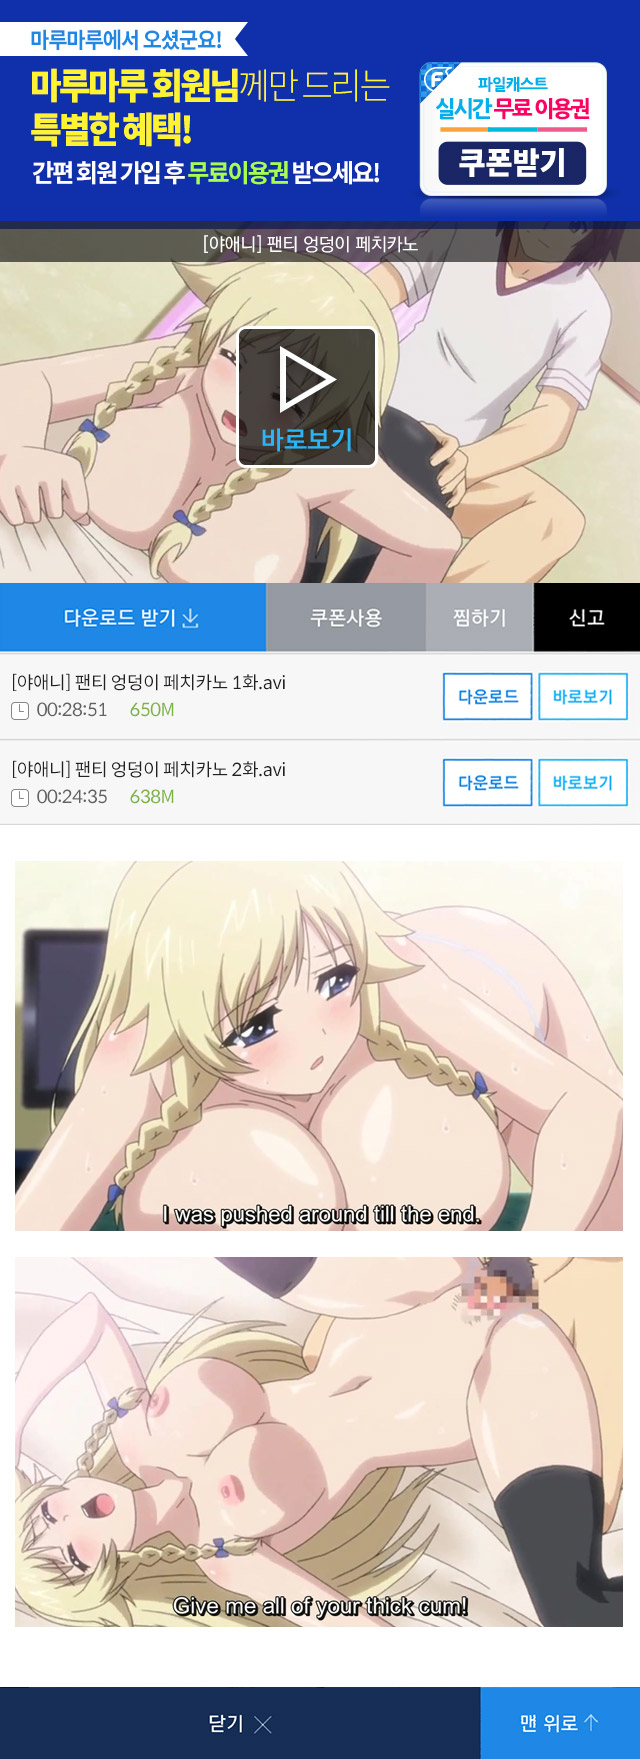 마루마루에서 오셨군요!
마루마루 회원님께만 드리는
특별한 혜택!
간편 회원 가입 후 무료이용권 받으세요!
F
파일캐스트
실시간 무료 이용권
쿠폰받기
[야애니] 팬티 엉덩이 페치카노
바로보기
다운로드 받기
쿠폰사용
찜하기
신고
[야애니] 팬티 엉덩이 페치카노 1화.avi
00:28:51 650M
다운로드
바로보기
[야애니] 팬티 엉덩이 페치카노 2화.avi
00:24:35 638M
다운로드
바로보기
I was pushed around till the end.
Give me all of your thick cum!
닫기
맨 위로